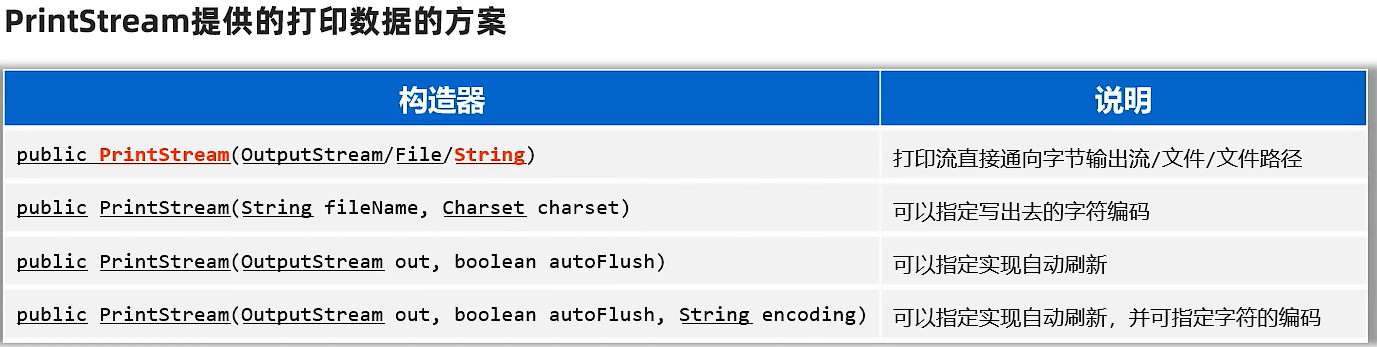 PrintStream提供的打印数据的方案
构造器 说明
public PrintStream(OutputStream/File/String) 打印流直接通向字节输出流/文件/文件路径
public PrintStream(String fileName, Charset charset) 可以指定写出去的字符编码
public PrintStream(OutputStream out, boolean autoFlush) 可以指定实现自动刷新
public PrintStream(OutputStream out, boolean autoFlush, String encoding) 可以指定实现自动刷新，并可指定字符的编码